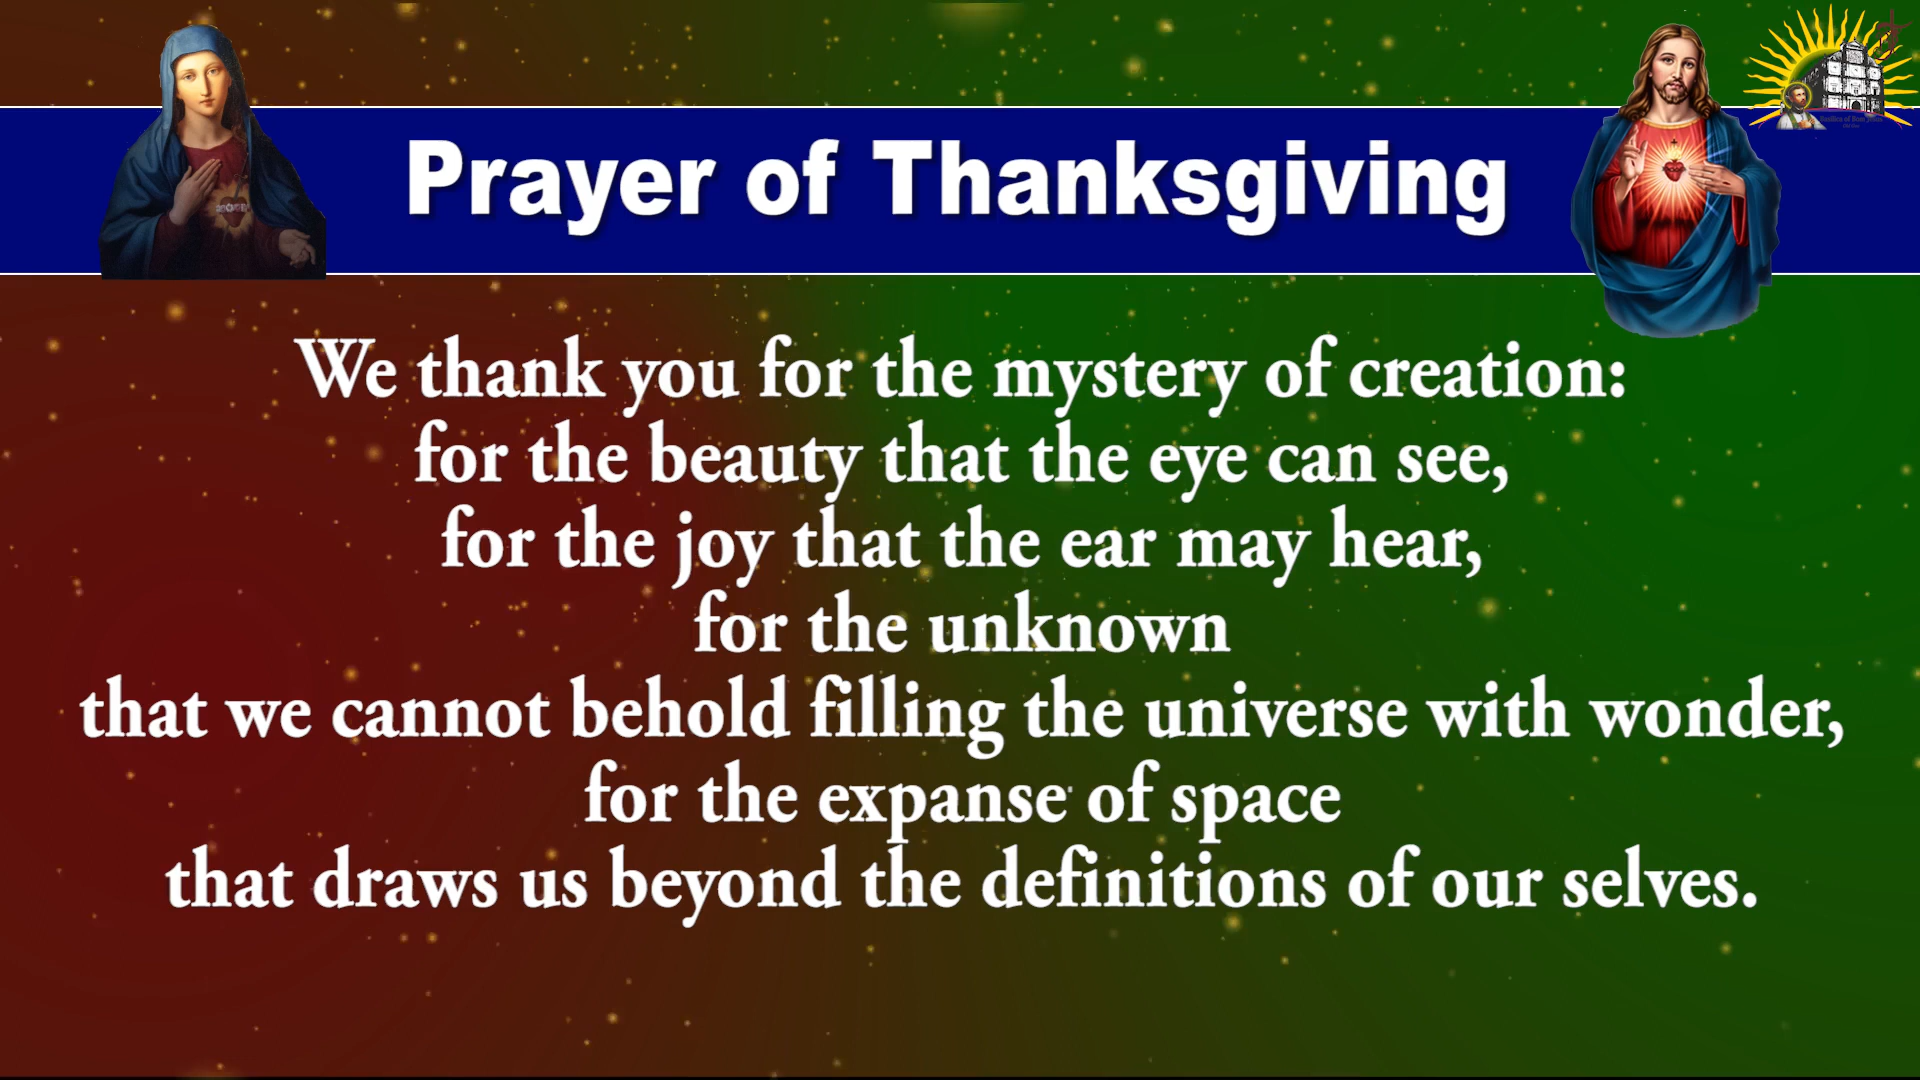 Prayer of Thanksgiving
We thank you for the mystery of creation:
for the beauty that the eye can see,
for the joy that the ear may hear,
for the unknown
that we cannot behold filling the universe with wonder,
for the expanse of space
that draws us beyond the definitions of our selves.